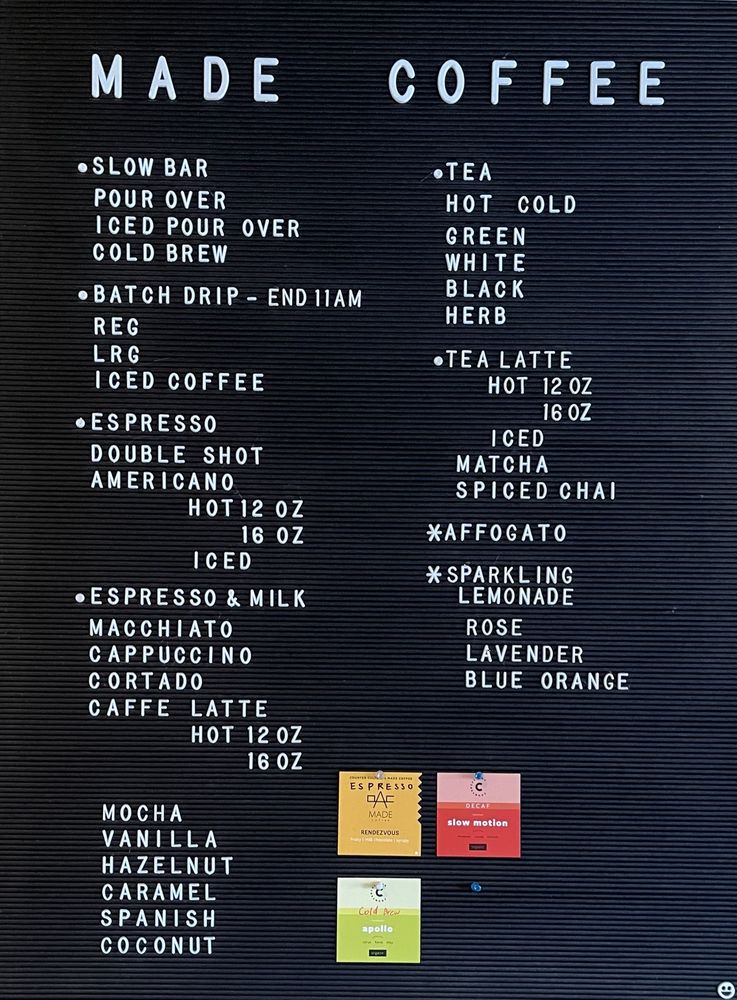 MADE COFFEE
•SLOW BAR
POUR OVER
ICED POUR OVER
COLD BREW
•BATCH DRIP - END 11AM
REG
LRG
ICED COFFEE
•ESPRESSO
DOUBLE SHOT
AMERICANO
HOT 12 OZ
16 OZ
ICED
•ESPRESSO & MILK
MACCHIATO
CAPPUCCINO
CORTADO
CAFFE LATTE
HOT 12 OZ
16 OZ
MOCHA
VANILLA
HAZELNUT
CARAMEL
SPANISH
COCONUT
•TEA
HOT COLD
GREEN
WHITE
BLACK
HERB
•TEA LATTE
HOT 12 OZ
16 OZ
ICED
MATCHA
SPICED CHAI
*AFFOGATO
*SPARKLING
LEMONADE
ROSE
LAVENDER
BLUE ORANGE
ESPRESSO
MADE
RENDEZVOUS
C
DECAF
slow motion
C
Cold Brew
apollo
organic